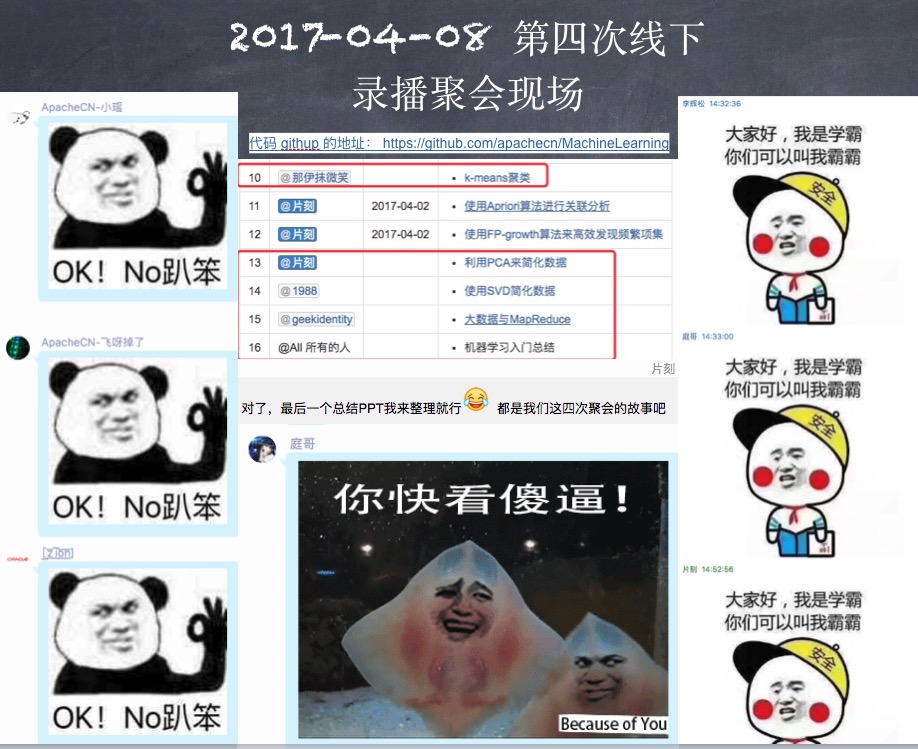 2017-04-08 第四次线下
录播聚会现场
ApacheCN-小瑶
OK! No趴笨
ApacheCN-飞呀掉了
OK! No趴笨
[Zion]
OK! No趴笨
代码 githup 的地址： https://github.com/apachecn/MachineLearning
10 @那伊抹微笑 • k-means聚类
11 @片刻 2017-04-02 • 使用Apriori算法进行关联分析
12 @片刻 2017-04-02 • 使用FP-growth算法来高效发现频繁项集
13 @片刻 • 利用PCA来简化数据
14 @1988 • 使用SVD简化数据
15 @geekidentity • 大数据与MapReduce
16 @All 所有的人 • 机器学习入门总结
片刻
对了，最后一个总结PPT我来整理就行😂 都是我们这四次聚会的故事吧
庭哥
你快看傻逼！
Because of You
李辉松 14:32:36
大家好，我是学霸
你们可以叫我霸霸
安全
庭哥 14:33:00
大家好，我是学霸
你们可以叫我霸霸
安全
片刻 14:52:56
大家好，我是学霸
你们可以叫我霸霸
安全